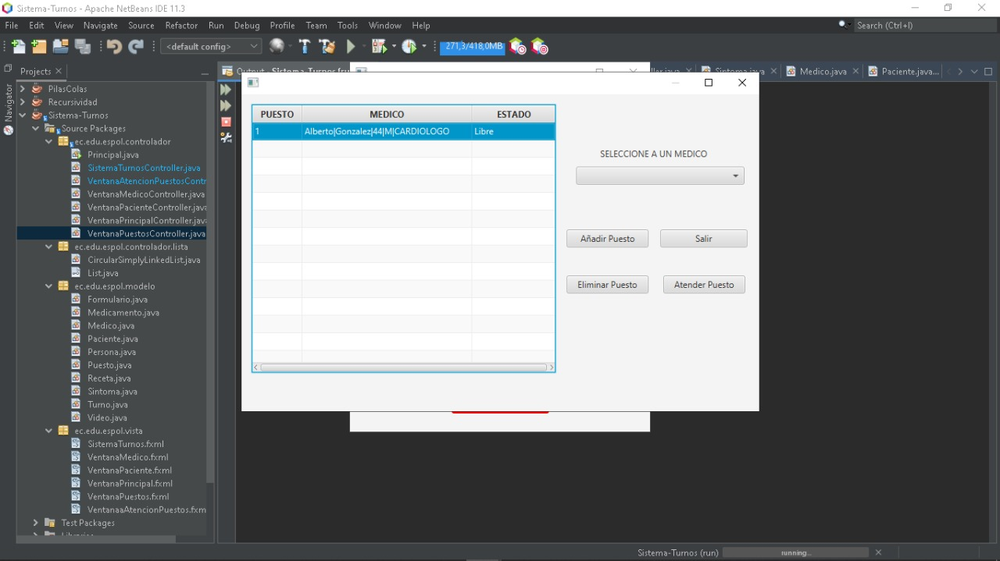 Sistema-Turnos - Apache NetBeans IDE 11.3
File Edit View Navigate Source Refactor Run Debug Profile Team Tools Window Help
Search (Ctrl+I)
<default config>
271,3/418,0MB
Projects
Output - Sistema-Turnos (ru
ller.java
Sintoma.java
Medico.java
Paciente.java...
Navigator
PilasColas
Recursividad
Sistema-Turnos
Source Packages
ec.edu.espol.controlador
Principal.java
SistemaTurnosController.java
VentanaAtencionPuestosContr
VentanaMedicoController.java
VentanaPacienteController.java
VentanaPrincipalController.java
VentanaPuestosController.java
ec.edu.espol.controlador.lista
CircularSimplyLinkedList.java
List.java
ec.edu.espol.modelo
Formulario.java
Medicamento.java
Medico.java
Paciente.java
Persona.java
Puesto.java
Receta.java
Sintoma.java
Turno.java
Video.java
ec.edu.espol.vista
SistemaTurnos.fxml
VentanaMedico.fxml
VentanaPaciente.fxml
VentanaPrincipal.fxml
VentanaPuestos.fxml
VentanaaAtencionPuestos.fxm
Test Packages
PUESTO MEDICO ESTADO
1 Alberto|Gonzalez|44|M|CARDIOLOGO Libre
SELECCIONE A UN MEDICO
Añadir Puesto Salir
Eliminar Puesto Atender Puesto
Sistema-Turnos (run) running...